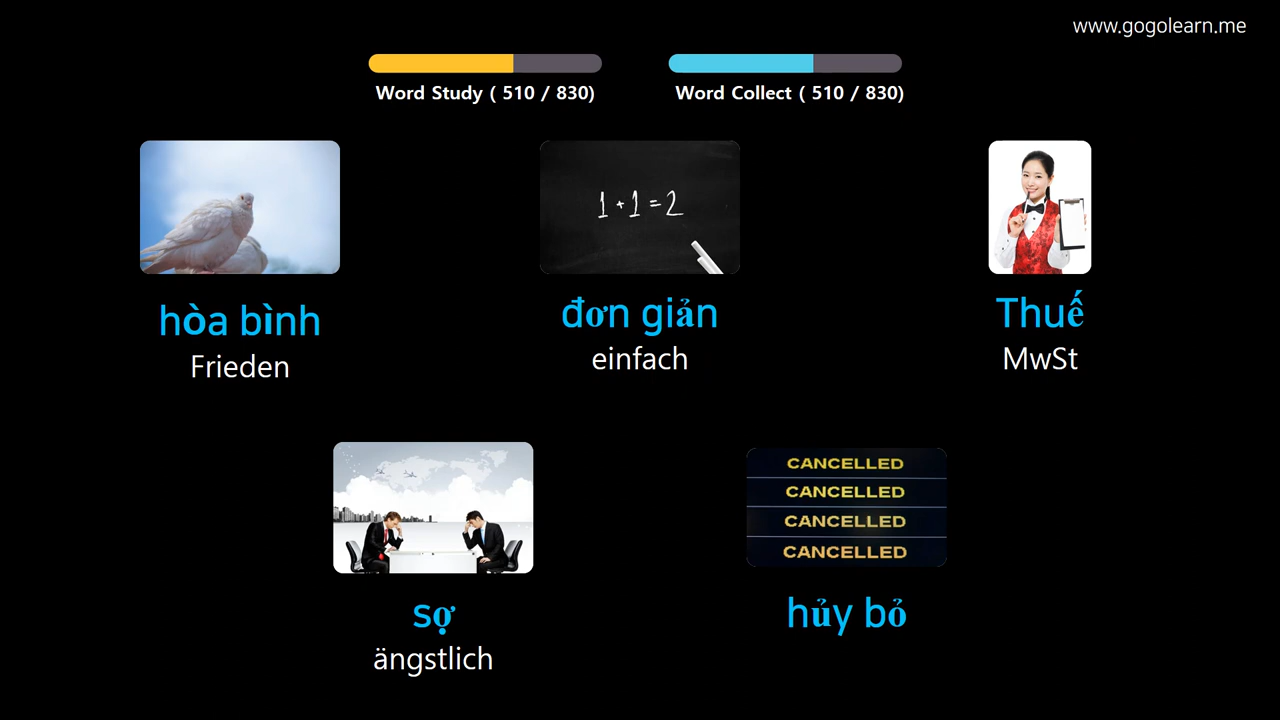 www.gogolearn.me
Word Study ( 510 / 830)
Word Collect ( 510 / 830)
1 + 1 = 2
hòa bình
Frieden
đơn giản
einfach
Thuế
MwSt
CANCELLED
CANCELLED
CANCELLED
CANCELLED
sợ
ängstlich
hủy bỏ